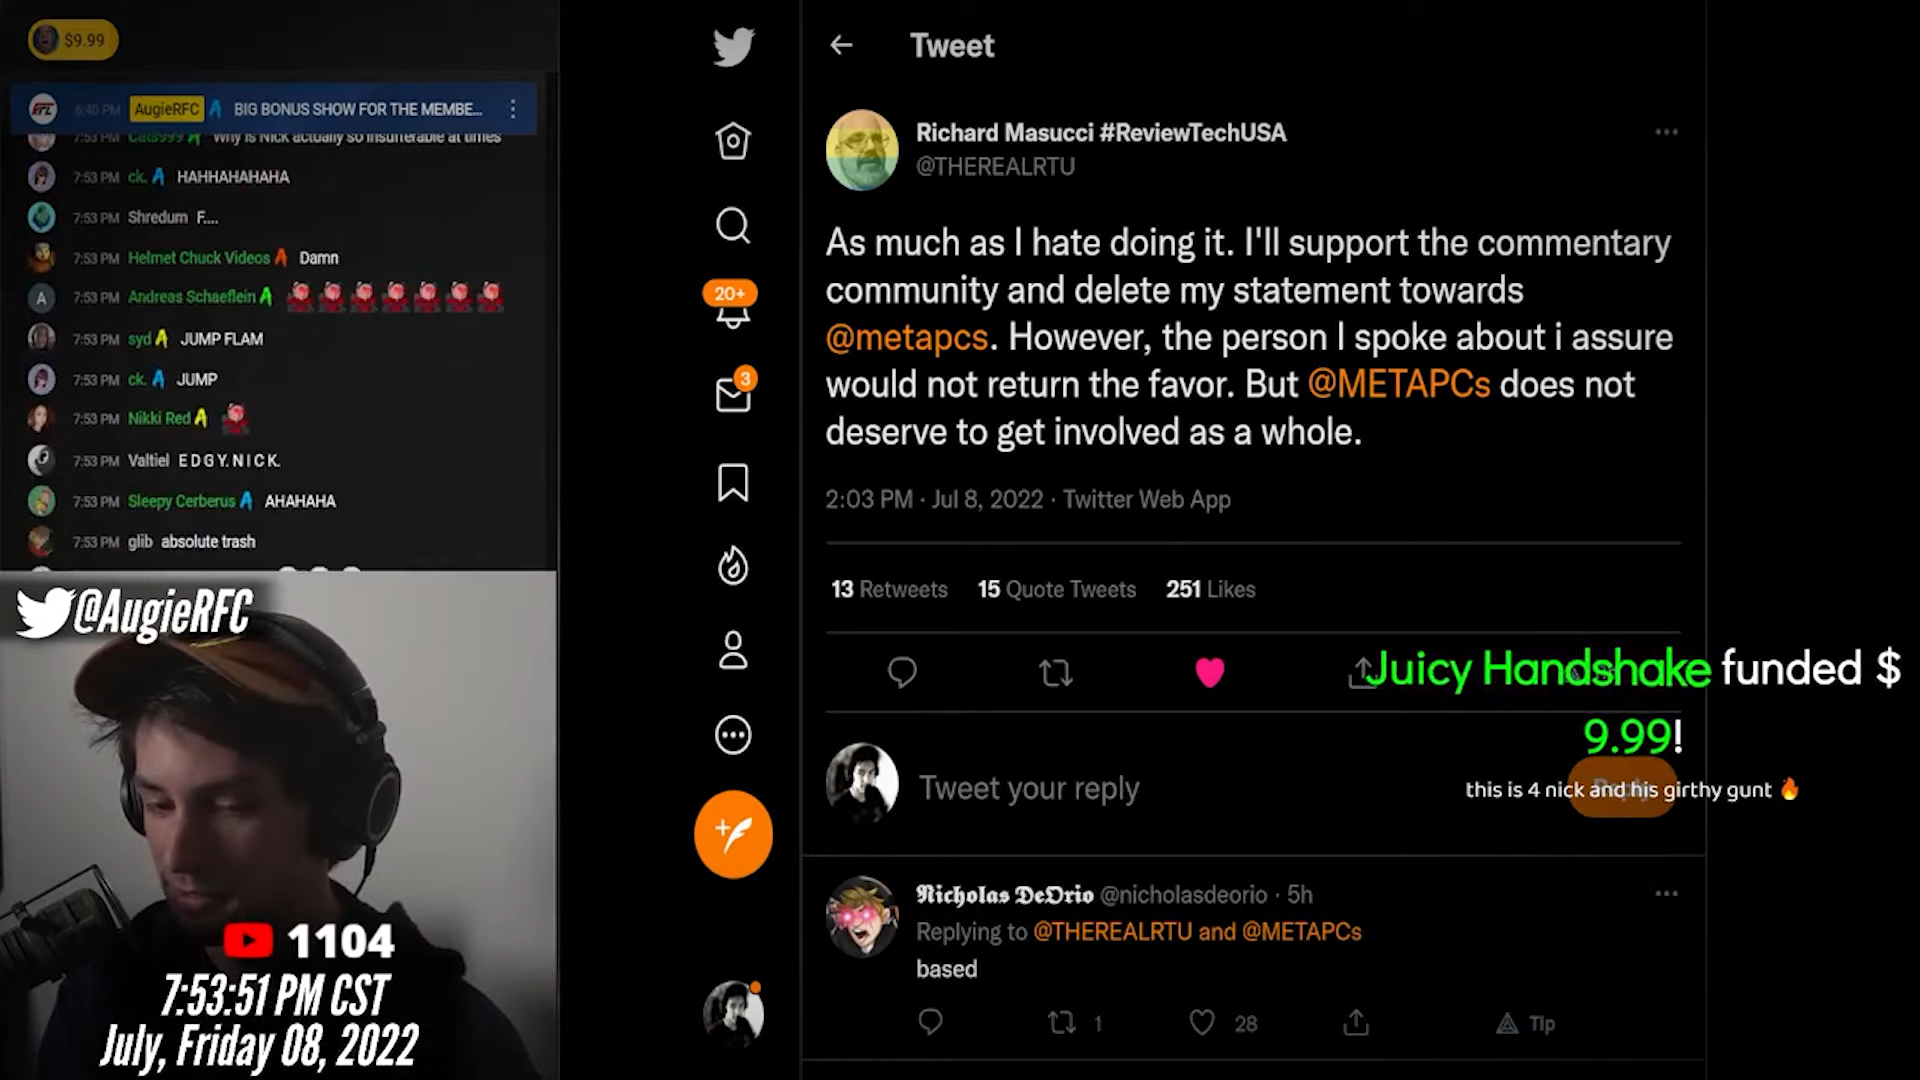 $9.99
6:40 PM AugieRFC BIG BONUS SHOW FOR THE MEMBE...
7:53 PM Cats999 Why is Nick actually so insufferable at times
7:53 PM ck. HAHHAHAHAHA
7:53 PM Shredum F....
7:53 PM Helmet Chuck Videos Damn
A 7:53 PM Andreas Schaeflein
7:53 PM syd JUMP FLAM
7:53 PM ck. JUMP
7:53 PM Nikki Red
7:53 PM Valtiel E D G Y. N I C K.
7:53 PM Sleepy Cerberus AHAHAHA
7:53 PM glib absolute trash
@AugieRFC
1104
7:53:51 PM CST
July, Friday 08, 2022
20+
3
Tweet
Richard Masucci #ReviewTechUSA
@THEREALRTU
As much as I hate doing it. I'll support the commentary
community and delete my statement towards
@metapcs. However, the person I spoke about i assure
would not return the favor. But @METAPCs does not
deserve to get involved as a whole.
2:03 PM · Jul 8, 2022 · Twitter Web App
13 Retweets 15 Quote Tweets 251 Likes
Juicy Handshake funded $
9.99!
this is 4 nick and his girthy gunt 🔥
Tweet your reply
Nicholas DeOrio @nicholasdeorio · 5h
Replying to @THEREALRTU and @METAPCs
based
1 28 Tip